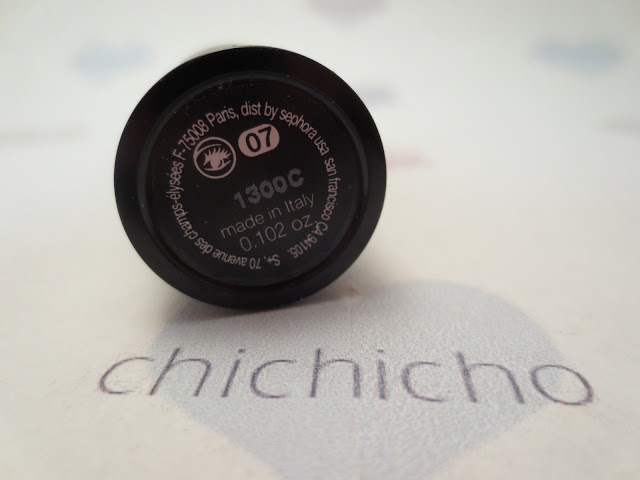 S+, 70 avenue des champs-élysées F-75008 Paris, dist by sephora usa san francisco CA 94105.
07
1300C
made in Italy
0.102 oz
chichicho